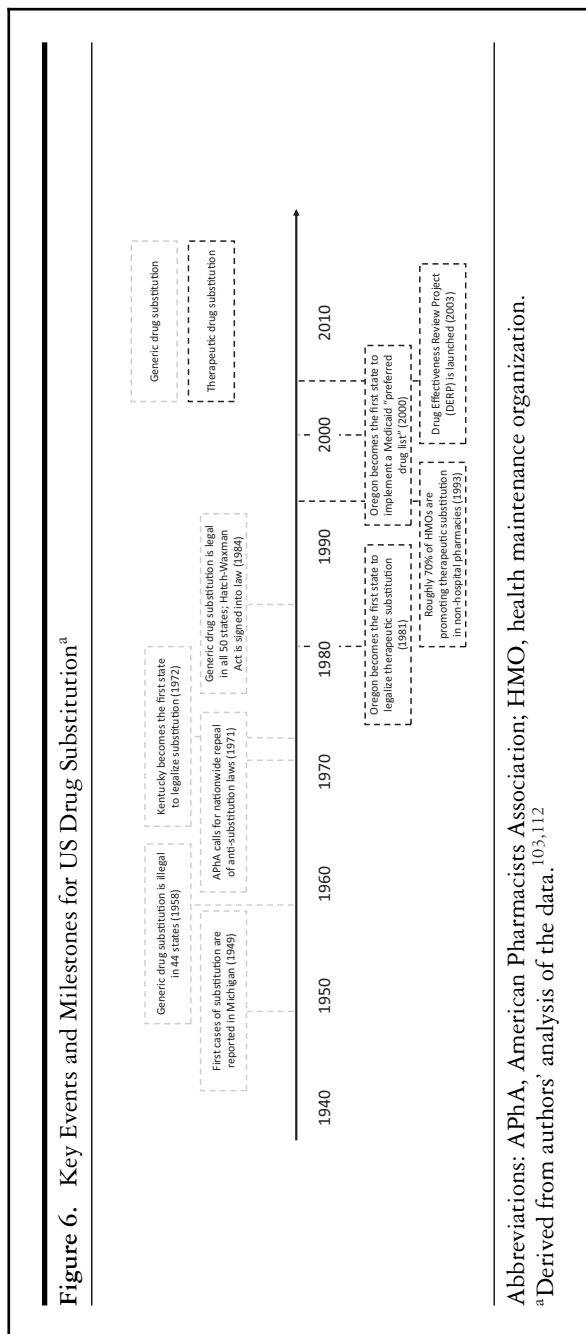 Figure 6. Key Events and Milestones for US Drug Substitutionᵃ
Generic drug substitution
Therapeutic drug substitution
Generic drug substitution is illegal
in 44 states (1958)
Kentucky becomes the first state
to legalize substitution (1972)
First cases of substitution are
reported in Michigan (1949)
APhA calls for nationwide repeal
of anti-substitution laws (1971)
Generic drug substitution is legal
in all 50 states; Hatch-Waxman
Act is signed into law (1984)
1940
1950
1960
1970
1980
1990
2000
2010
Oregon becomes the first state to
legalize therapeutic substitution
(1981)
Oregon becomes the first state to
implement a Medicaid “preferred
drug list” (2000)
Roughly 70% of HMOs are
promoting therapeutic substitution
in non-hospital pharmacies (1993)
Drug Effectiveness Review Project
(DERP) is launched (2003)
Abbreviations: APhA, American Pharmacists Association; HMO, health maintenance organization.
ᵃDerived from authors’ analysis of the data.¹⁰³,¹¹²